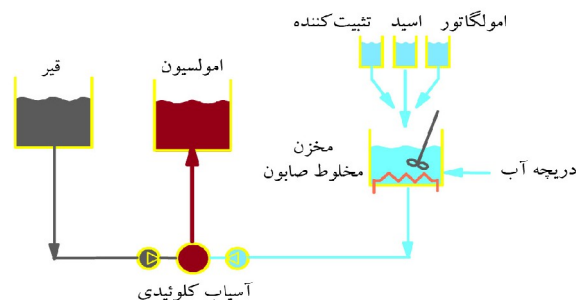 امولگاتور
اسید
تثبیت‌کننده
امولسیون
قیر
مخزن
مخلوط صابون
دریچه آب
آسیاب کلوئیدی